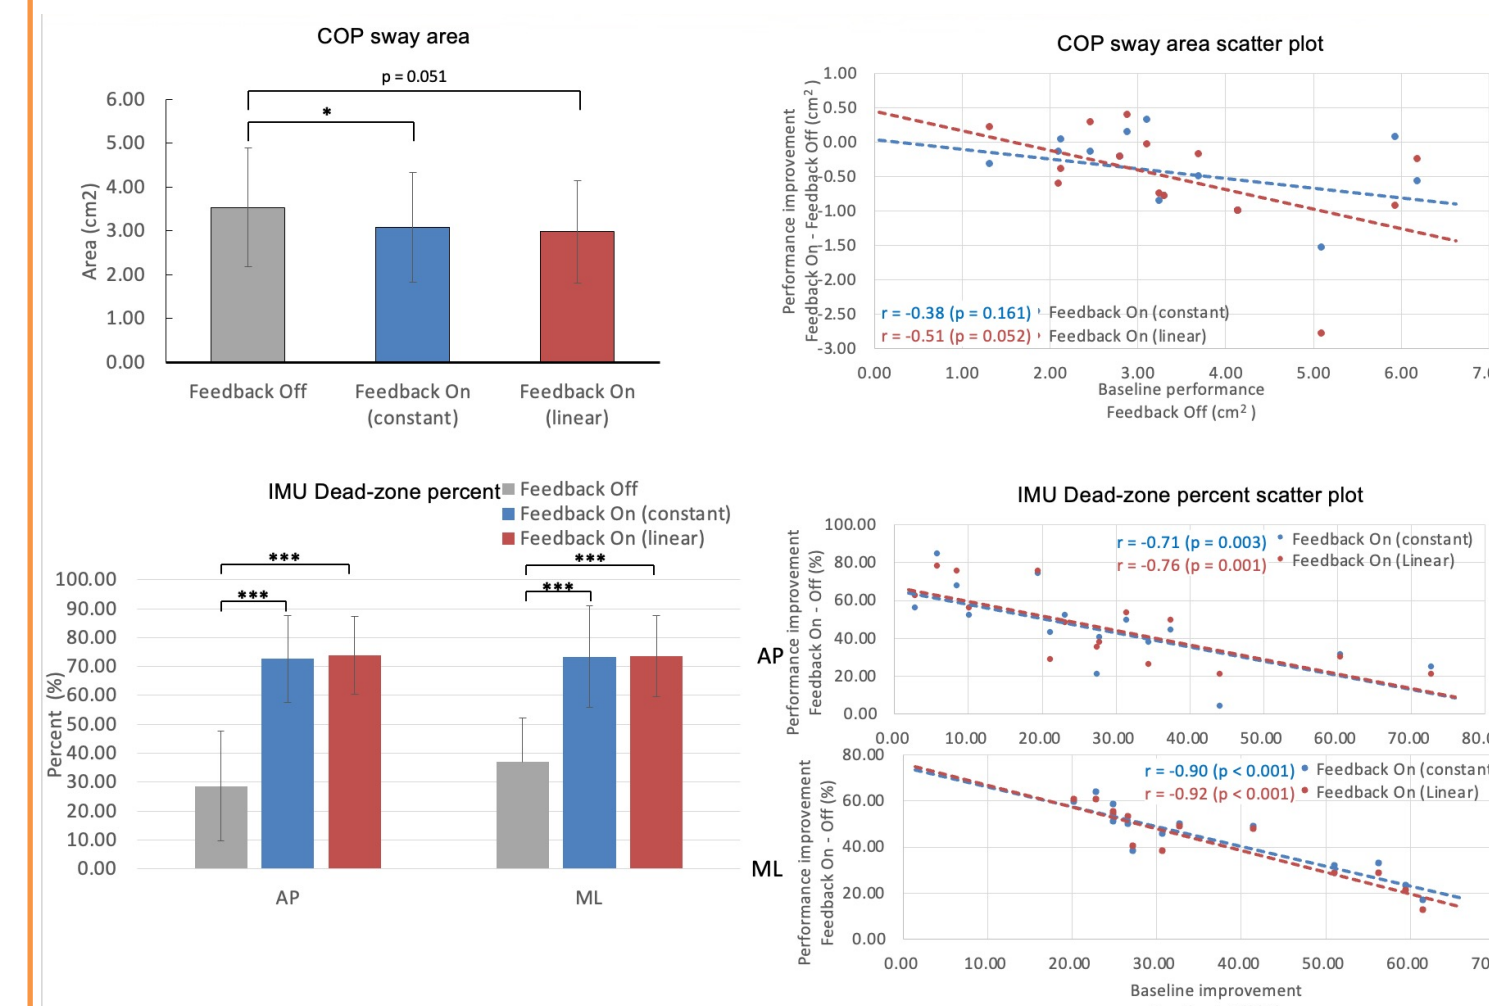 COP sway area
p = 0.051
*
6.00
5.00
4.00
3.00
2.00
1.00
0.00
Area (cm2)
Feedback Off
Feedback On
(constant)
Feedback On
(linear)
COP sway area scatter plot
1.00
0.50
0.00
-0.50
-1.00
-1.50
-2.00
-2.50
-3.00
Performance improvement
Feedback On - Feedback Off (cm²)
r = -0.38 (p = 0.161)
Feedback On (constant)
r = -0.51 (p = 0.052)
Feedback On (linear)
0.00 1.00 2.00 3.00 4.00 5.00 6.00 7.0
Baseline performance
Feedback Off (cm²)
IMU Dead-zone percent
Feedback Off
Feedback On (constant)
Feedback On (linear)
***
***
***
***
100.00
90.00
80.00
70.00
60.00
50.00
40.00
30.00
20.00
10.00
0.00
Percent (%)
AP
ML
IMU Dead-zone percent scatter plot
AP
100.00
80.00
60.00
40.00
20.00
0.00
Performance improvement
Feedback On - Off (%)
r = -0.71 (p = 0.003)
Feedback On (constant)
r = -0.76 (p = 0.001)
Feedback On (Linear)
0.00 10.00 20.00 30.00 40.00 50.00 60.00 70.00 80.0
ML
80.00
60.00
40.00
20.00
0.00
Performance improvement
Feedback On - Off (%)
r = -0.90 (p < 0.001)
Feedback On (constant
r = -0.92 (p < 0.001)
Feedback On (Linear)
0.00 10.00 20.00 30.00 40.00 50.00 60.00 70
Baseline improvement